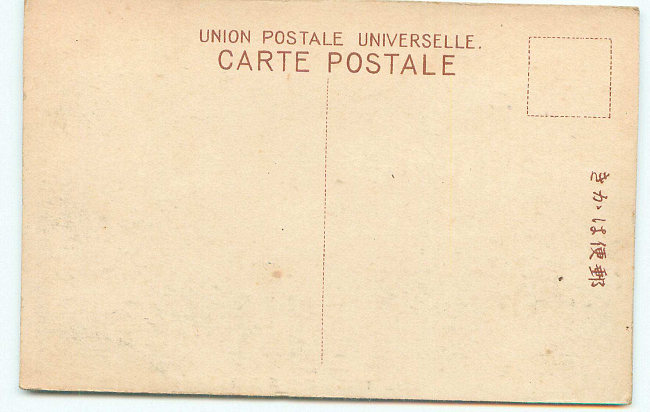 UNION POSTALE UNIVERSELLE.
CARTE POSTALE
郵便はかき